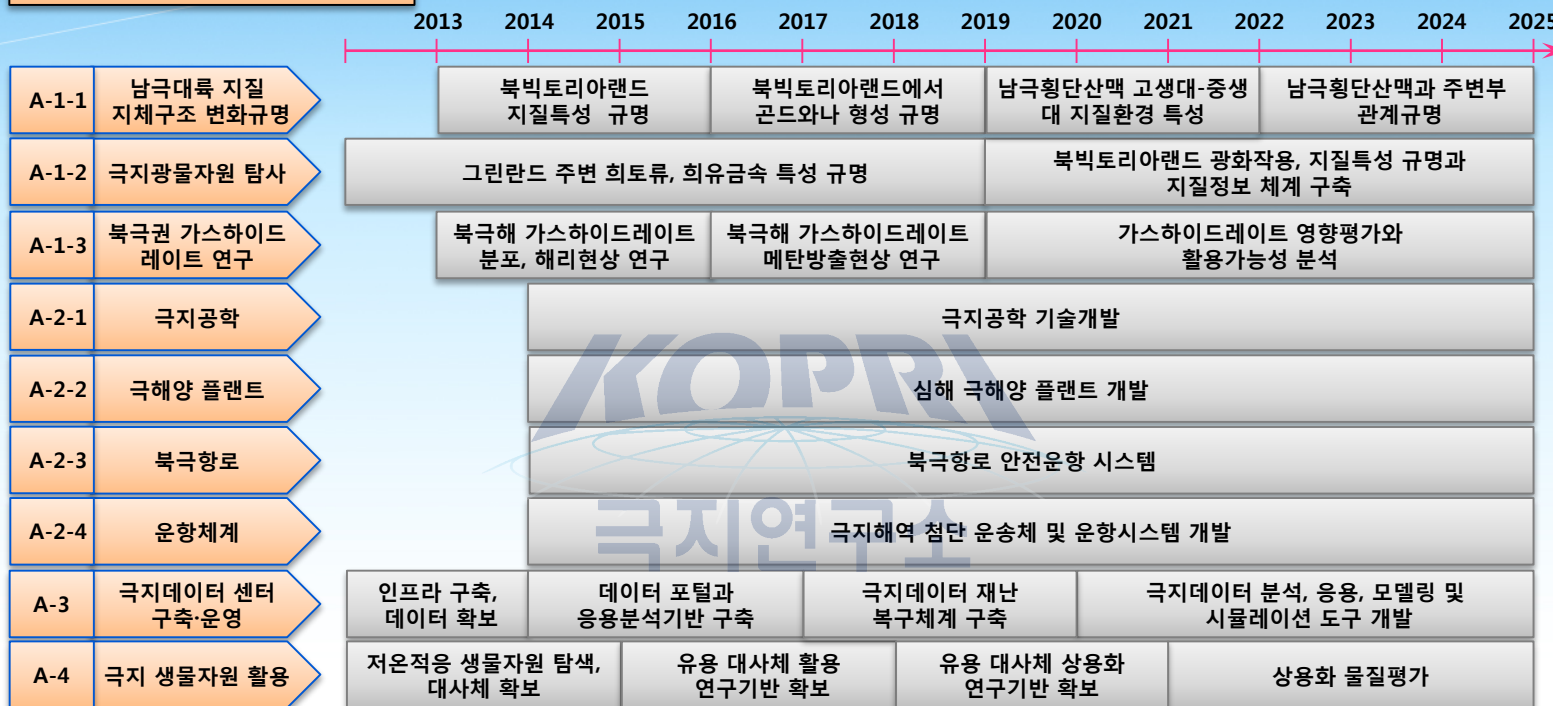 2013 2014 2015 2016 2017 2018 2019 2020 2021 2022 2023 2024 2025
A-1-1
남극대륙 지질
지체구조 변화규명
북빅토리아랜드
지질특성 규명
북빅토리아랜드에서
곤드와나 형성 규명
남극횡단산맥 고생대-중생
대 지질환경 특성
남극횡단산맥과 주변부
관계규명
A-1-2
극지광물자원 탐사
그린란드 주변 희토류, 희유금속 특성 규명
북빅토리아랜드 광화작용, 지질특성 규명과
지질정보 체계 구축
A-1-3
북극권 가스하이드
레이트 연구
북극해 가스하이드레이트
분포, 해리현상 연구
북극해 가스하이드레이트
메탄방출현상 연구
가스하이드레이트 영향평가와
활용가능성 분석
A-2-1
극지공학
극지공학 기술개발
A-2-2
극해양 플랜트
심해 극해양 플랜트 개발
A-2-3
북극항로
북극항로 안전운항 시스템
A-2-4
운항체계
극지해역 첨단 운송체 및 운항시스템 개발
A-3
극지데이터 센터
구축·운영
인프라 구축,
데이터 확보
데이터 포털과
응용분석기반 구축
극지데이터 재난
복구체계 구축
극지데이터 분석, 응용, 모델링 및
시뮬레이션 도구 개발
A-4
극지 생물자원 활용
저온적응 생물자원 탐색,
대사체 확보
유용 대사체 활용
연구기반 확보
유용 대사체 상용화
연구기반 확보
상용화 물질평가
KOPRI
극지연구소